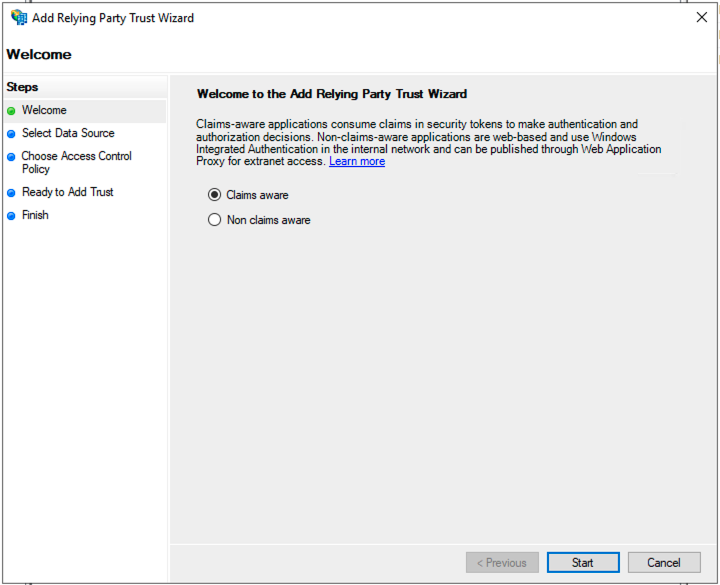 Add Relying Party Trust Wizard
Welcome
Steps
Welcome
Select Data Source
Choose Access Control
Policy
Ready to Add Trust
Finish
Welcome to the Add Relying Party Trust Wizard
Claims-aware applications consume claims in security tokens to make authentication and
authorization decisions. Non-claims-aware applications are web-based and use Windows
Integrated Authentication in the internal network and can be published through Web Application
Proxy for extranet access. Learn more
Claims aware
Non claims aware
< Previous
Start
Cancel